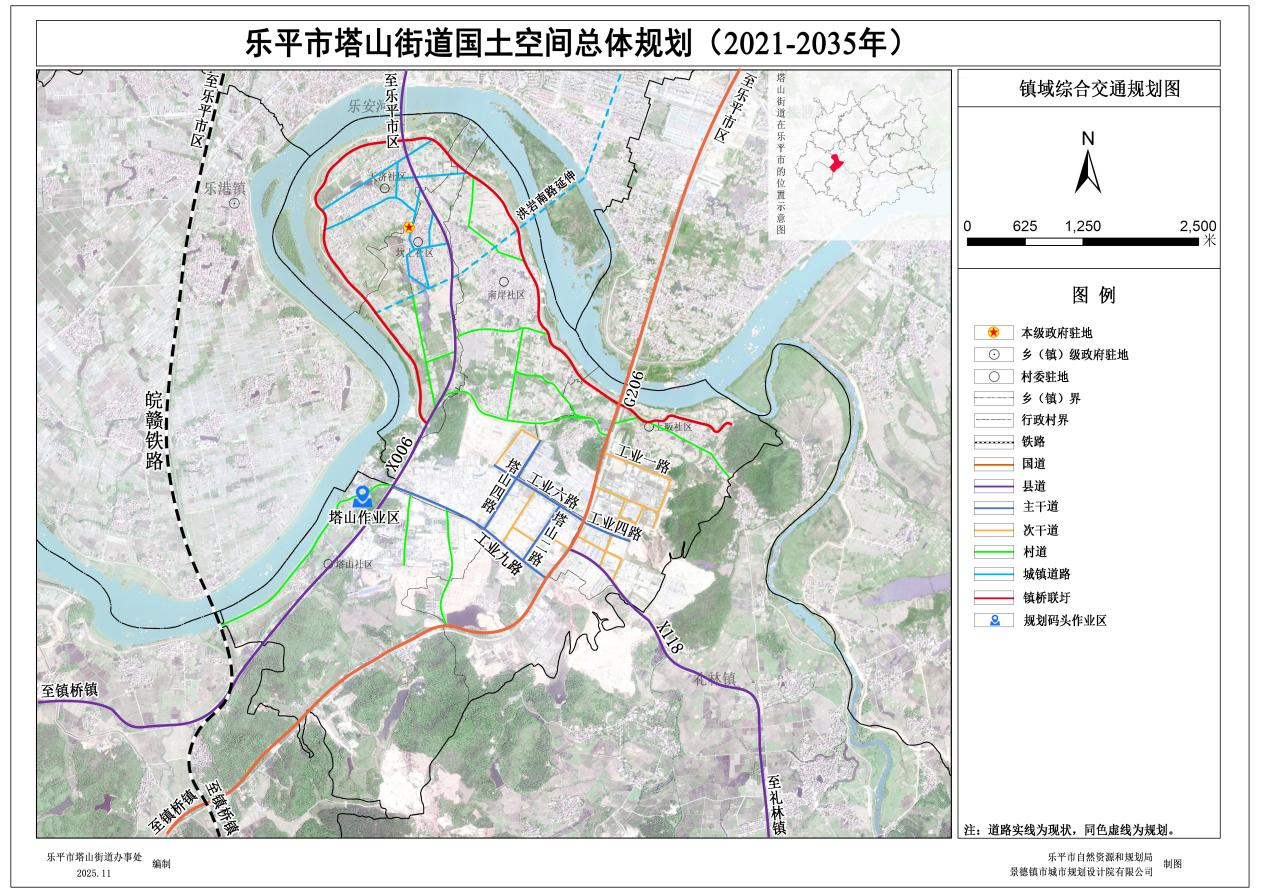 乐平市塔山街道国土空间总体规划（2021-2035年）
镇域综合交通规划图
N
0 625 1,250 2,500
米
图 例
本级政府驻地
乡（镇）级政府驻地
村委驻地
乡（镇）界
行政村界
铁路
国道
县道
主干道
次干道
村道
城镇道路
镇桥联圩
规划码头作业区
注：道路实线为现状，同色虚线为规划。
塔山街道在乐平市的位置示意图
至乐平市区
至乐平市区
至乐平市区
乐港镇
洪岩南路延伸
南岸社区
皖赣铁路
G206
X006
上畈社区
工业一路
塔山四路
工业六路
塔山作业区
塔山二路
工业四路
工业九路
塔山社区
X118
礼林镇
至镇桥镇
至镇桥镇
至镇桥镇
至礼林镇
乐平市塔山街道办事处
编制
2025.11
乐平市自然资源和规划局
景德镇市城市规划设计院有限公司
制图